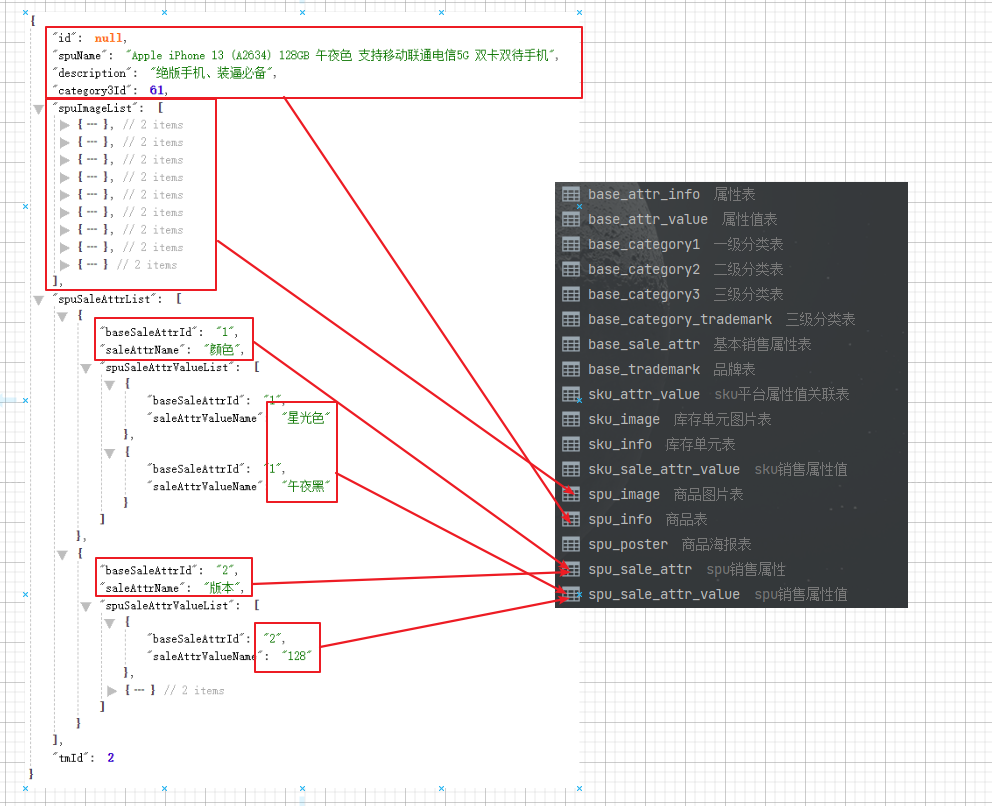 {
"id": null,
"spuName": "Apple iPhone 13 (A2634) 128GB 午夜色 支持移动联通电信5G 双卡双待手机",
"description": "绝版手机、装逼必备",
"category3Id": 61,
"spuImageList": [
{ ... }, // 2 items
{ ... }, // 2 items
{ ... }, // 2 items
{ ... }, // 2 items
{ ... }, // 2 items
{ ... }, // 2 items
{ ... }, // 2 items
{ ... }, // 2 items
{ ... } // 2 items
],
"spuSaleAttrList": [
{
"baseSaleAttrId": "1",
"saleAttrName": "颜色",
"spuSaleAttrValueList": [
{
"baseSaleAttrId": "1",
"saleAttrValueName": "星光色"
},
{
"baseSaleAttrId": "1",
"saleAttrValueName": "午夜黑"
}
]
},
{
"baseSaleAttrId": "2",
"saleAttrName": "版本",
"spuSaleAttrValueList": [
{
"baseSaleAttrId": "2",
"saleAttrValueName": "128"
},
{ ... } // 2 items
]
}
],
"tmId": 2
}
base_attr_info 属性表
base_attr_value 属性值表
base_category1 一级分类表
base_category2 二级分类表
base_category3 三级分类表
base_category_trademark 三级分类表
base_sale_attr 基本销售属性表
base_trademark 品牌表
sku_attr_value sku平台属性值关联表
sku_image 库存单元图片表
sku_info 库存单元表
sku_sale_attr_value sku销售属性值
spu_image 商品图片表
spu_info 商品表
spu_poster 商品海报表
spu_sale_attr spu销售属性
spu_sale_attr_value spu销售属性值